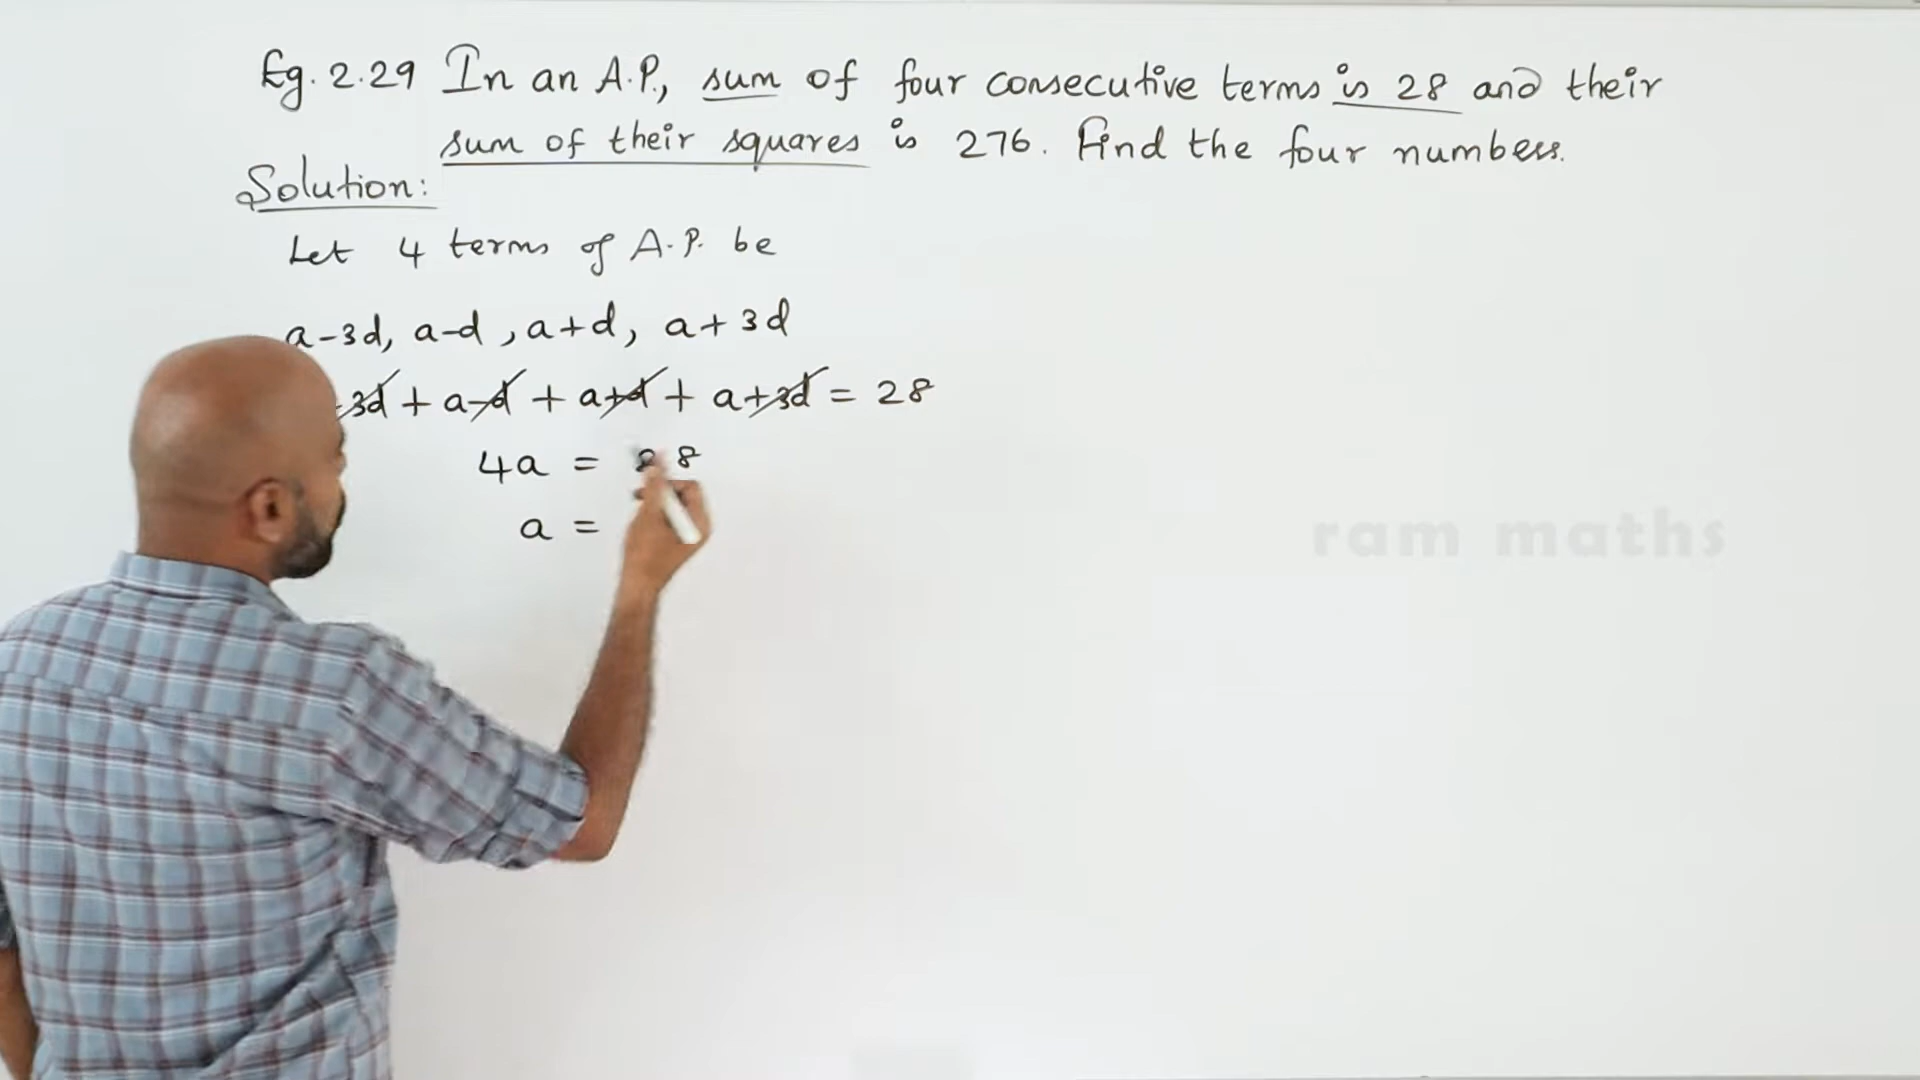 Eg. 2.29 In an A.P., sum of four consecutive terms is 28 and their
sum of their squares is 276. Find the four numbers.
Solution:
Let 4 terms of A.P. be
a-3d, a-d, a+d, a+3d
-3d + a-d + a+d + a+3d = 28
4a = 28
a =
ram maths